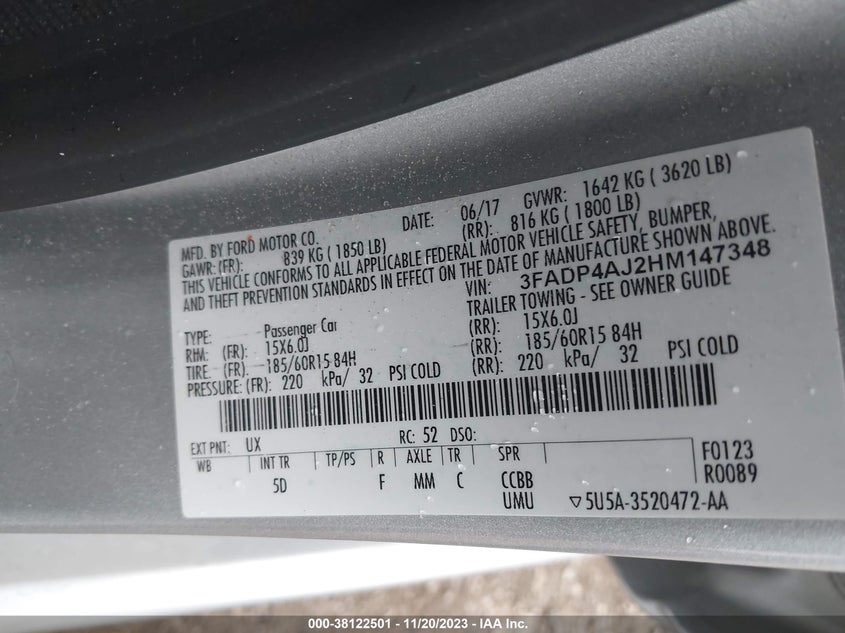 MFD. BY FORD MOTOR CO. DATE: 06/17 GVWR: 1642 KG ( 3620 LB)
GAWR: (FR): 839 KG ( 1850 LB) (RR): 816 KG ( 1800 LB)
THIS VEHICLE CONFORMS TO ALL APPLICABLE FEDERAL MOTOR VEHICLE SAFETY, BUMPER,
AND THEFT PREVENTION STANDARDS IN EFFECT ON THE DATE OF MANUFACTURE SHOWN ABOVE.
VIN: 3FADP4AJ2HM147348
TYPE: Passenger Car TRAILER TOWING - SEE OWNER GUIDE
RHM: (FR): 15X6.0J (RR): 15X6.0J
TIRE: (FR): 185/60R15 84H (RR): 185/60R15 84H
PRESSURE: (FR): 220 kPa/ 32 PSI COLD (RR): 220 kPa/ 32 PSI COLD
EXT PNT: UX RC: 52 DSO:
WB INT TR TP/PS R AXLE TR SPR F0123
5D F MM C CCBB R0089
UMU ▽5U5A-3520472-AA
000-38122501 - 11/20/2023 - IAA Inc.